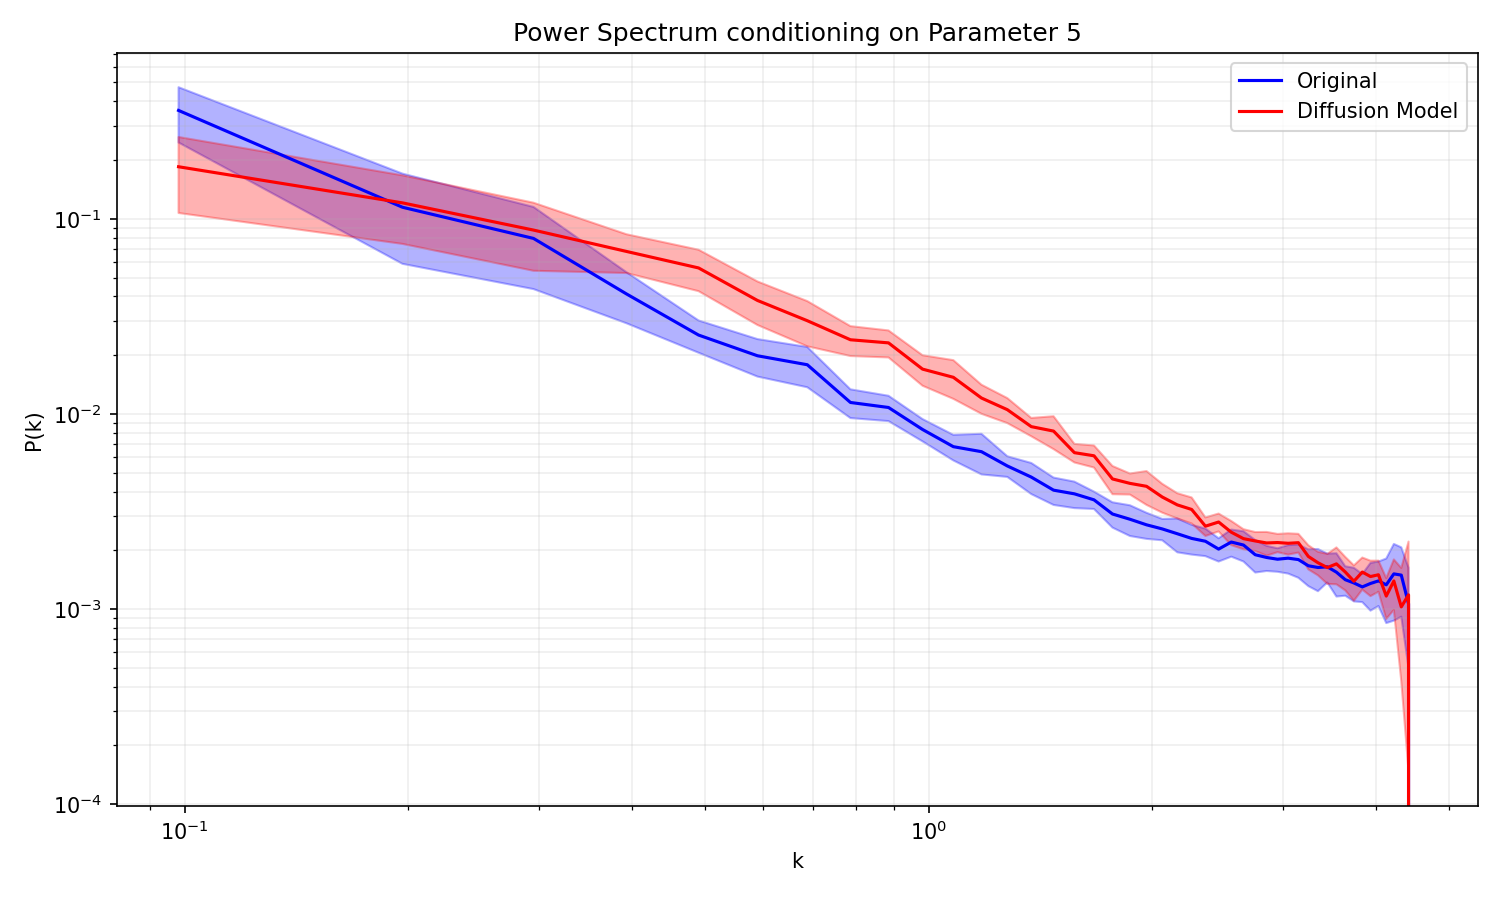 Power Spectrum conditioning on Parameter 5
Original
Diffusion Model
P(k)
10⁻¹
10⁻²
10⁻³
10⁻⁴
10⁻¹
10⁰
k